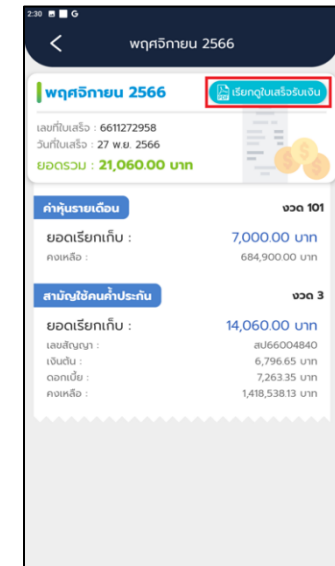 2:30 G
พฤศจิกายน 2566
พฤศจิกายน 2566 เรียกดูใบเสร็จรับเงิน
เลขที่ใบเสร็จ : 6611272958
วันที่ใบเสร็จ : 27 พ.ย. 2566
ยอดรวม : 21,060.00 บาท
ค่าหุ้นรายเดือน งวด 101
ยอดเรียกเก็บ : 7,000.00 บาท
คงเหลือ : 684,900.00 บาท
สามัญใช้คนค้ำประกัน งวด 3
ยอดเรียกเก็บ : 14,060.00 บาท
เลขสัญญา : สป66004840
เงินต้น : 6,796.65 บาท
ดอกเบี้ย : 7,263.35 บาท
คงเหลือ : 1,418,538.13 บาท